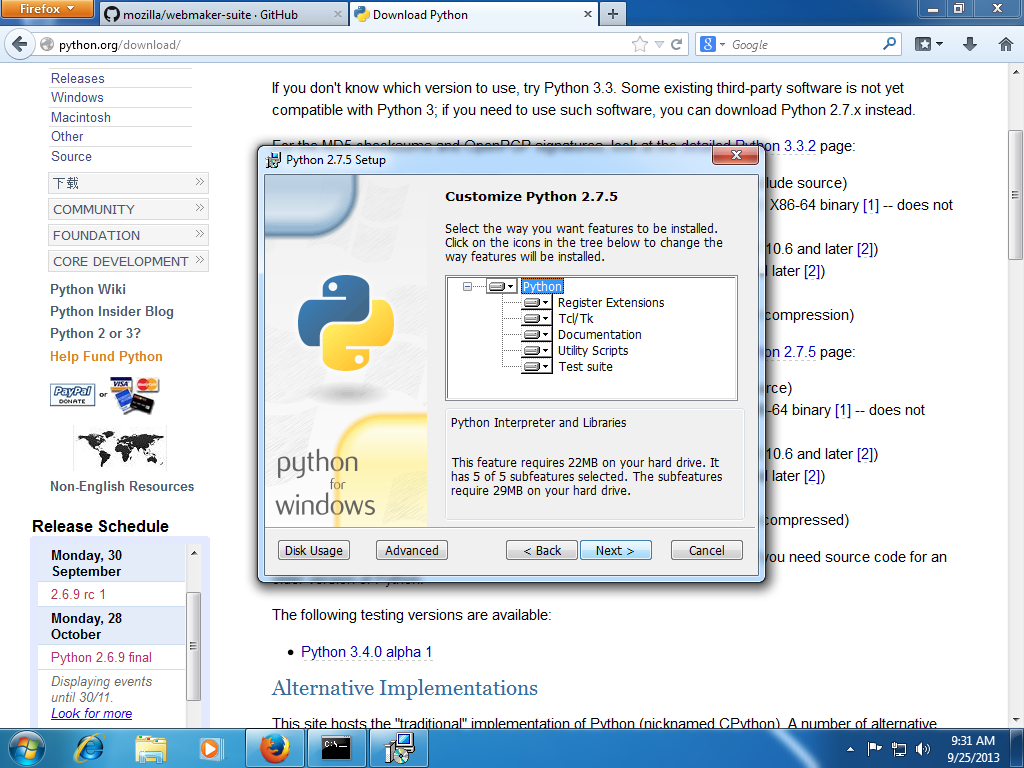 Firefox
mozilla/webmaker-suite · GitHub
Download Python
python.org/download/
Google
Releases
Windows
Macintosh
Other
Source
下载
COMMUNITY
FOUNDATION
CORE DEVELOPMENT
Python Wiki
Python Insider Blog
Python 2 or 3?
Help Fund Python
PayPal
DONATE
or
VISA
Non-English Resources
Release Schedule
Monday, 30
September
2.6.9 rc 1
Monday, 28
October
Python 2.6.9 final
Displaying events
until 30/11.
Look for more
If you don't know which version to use, try Python 3.3. Some existing third-party software is not yet
compatible with Python 3; if you need to use such software, you can download Python 2.7.x instead.
For the MD5 checksums and OpenPGP signatures, look at the detailed Python 3.3.2 page:
lude source)
X86-64 binary [1] -- does not
10.6 and later [2])
later [2])
compression)
on 2.7.5 page:
rce)
-64 binary [1] -- does not
10.6 and later [2])
later [2])
compressed)
you need source code for an
older version of Python.
The following testing versions are available:
Python 3.4.0 alpha 1
Alternative Implementations
This site hosts the "traditional" implementation of Python (nicknamed CPython). A number of alternative
Python 2.7.5 Setup
Customize Python 2.7.5
Select the way you want features to be installed.
Click on the icons in the tree below to change the
way features will be installed.
Python
Register Extensions
Tcl/Tk
Documentation
Utility Scripts
Test suite
Python Interpreter and Libraries
This feature requires 22MB on your hard drive. It
has 5 of 5 subfeatures selected. The subfeatures
require 29MB on your hard drive.
python
for
windows
Disk Usage
Advanced
< Back
Next >
Cancel
9:31 AM
9/25/2013